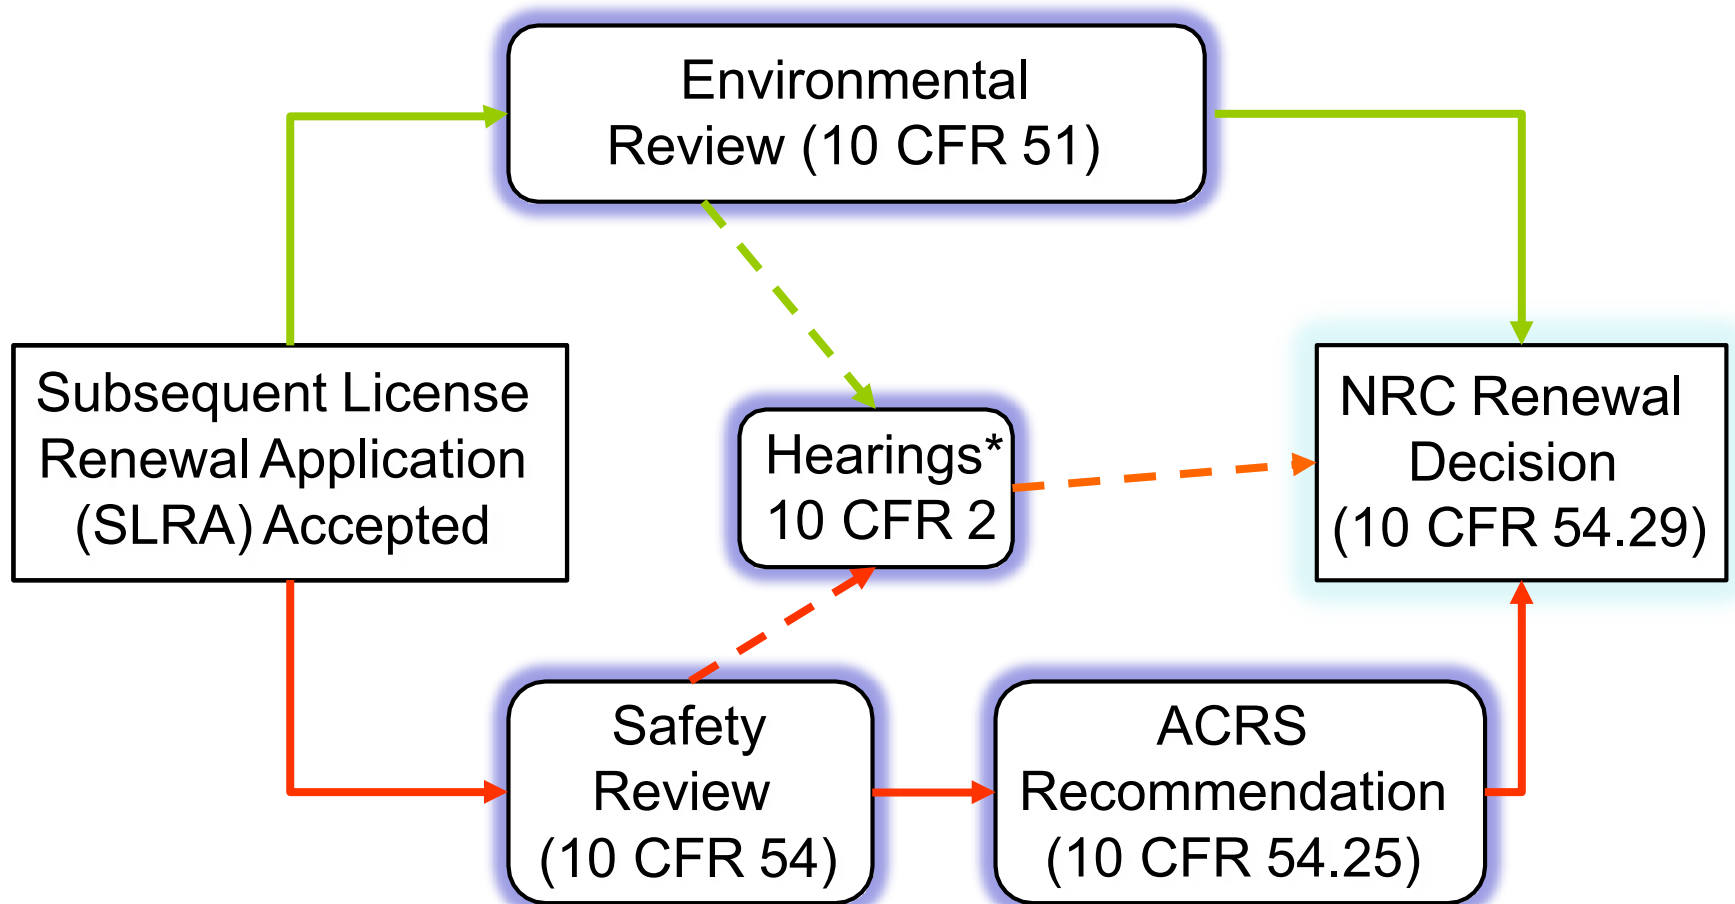 Environmental
Review (10 CFR 51)
Subsequent License
Renewal Application
(SLRA) Accepted
Hearings*
10 CFR 2
NRC Renewal
Decision
(10 CFR 54.29)
Safety
Review
(10 CFR 54)
ACRS
Recommendation
(10 CFR 54.25)